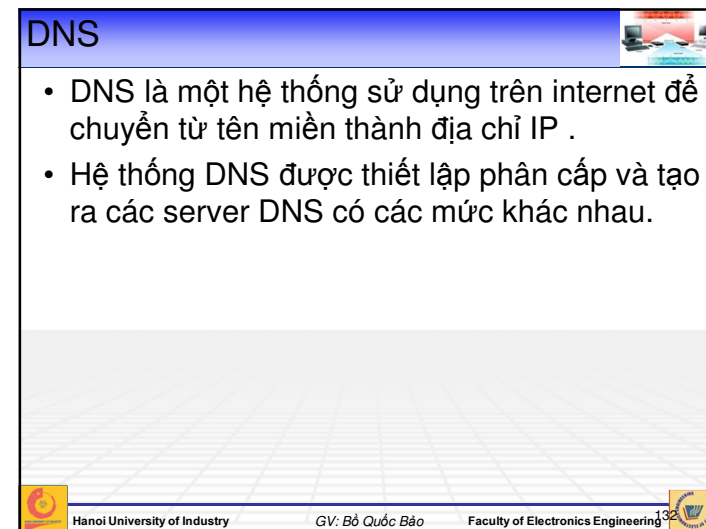 DNS
• DNS là một hệ thống sử dụng trên internet để
chuyển từ tên miền thành địa chỉ IP .
• Hệ thống DNS được thiết lập phân cấp và tạo
ra các server DNS có các mức khác nhau.
Hanoi University of Industry GV: Bồ Quốc Bảo Faculty of Electronics Engineering 132